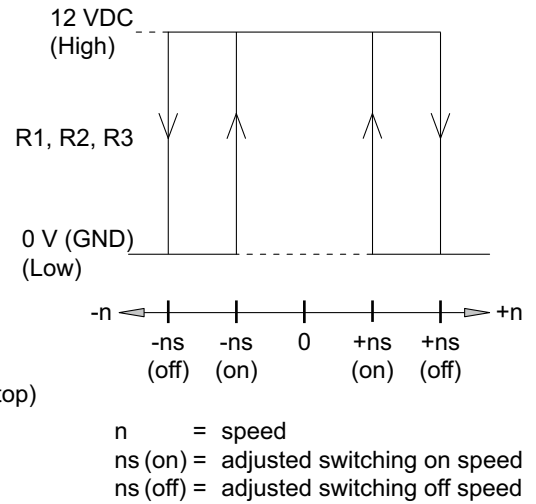 12 VDC
(High)
R1, R2, R3
0 V (GND)
(Low)
-n +n
-ns -ns 0 +ns +ns
(off) (on) (on) (off)
top)
n = speed
ns (on) = adjusted switching on speed
ns (off) = adjusted switching off speed